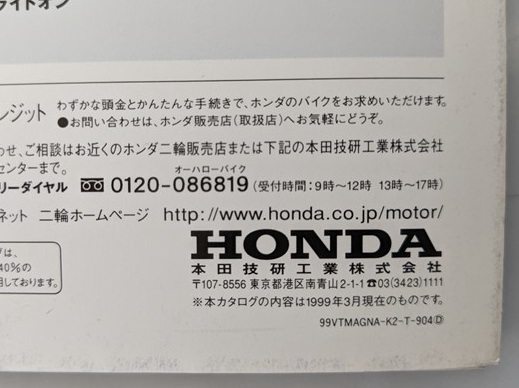 ライドオン
レジット わずかな頭金とかんたんな手続きで、ホンダのバイクをお求めいただけます。
●お問い合わせは、ホンダ販売店(取扱店)へお気軽にどうぞ。
わせ、ご相談はお近くのホンダ二輪販売店または下記の本田技研工業株式会社
センターまで。
オーハローバイク
リーダイヤル 0120-086819 (受付時間:9時〜12時 13時〜17時)
ネット 二輪ホームページ http://www.honda.co.jp/motor/
HONDA
本田技研工業株式会社
〒107-8556 東京都港区南青山2-1-1 ☎03(3423)1111
※本カタログの内容は1999年3月現在のものです。
は、
40%の
用しております。
99VTMAGNA-K2-T-904Ⓓ